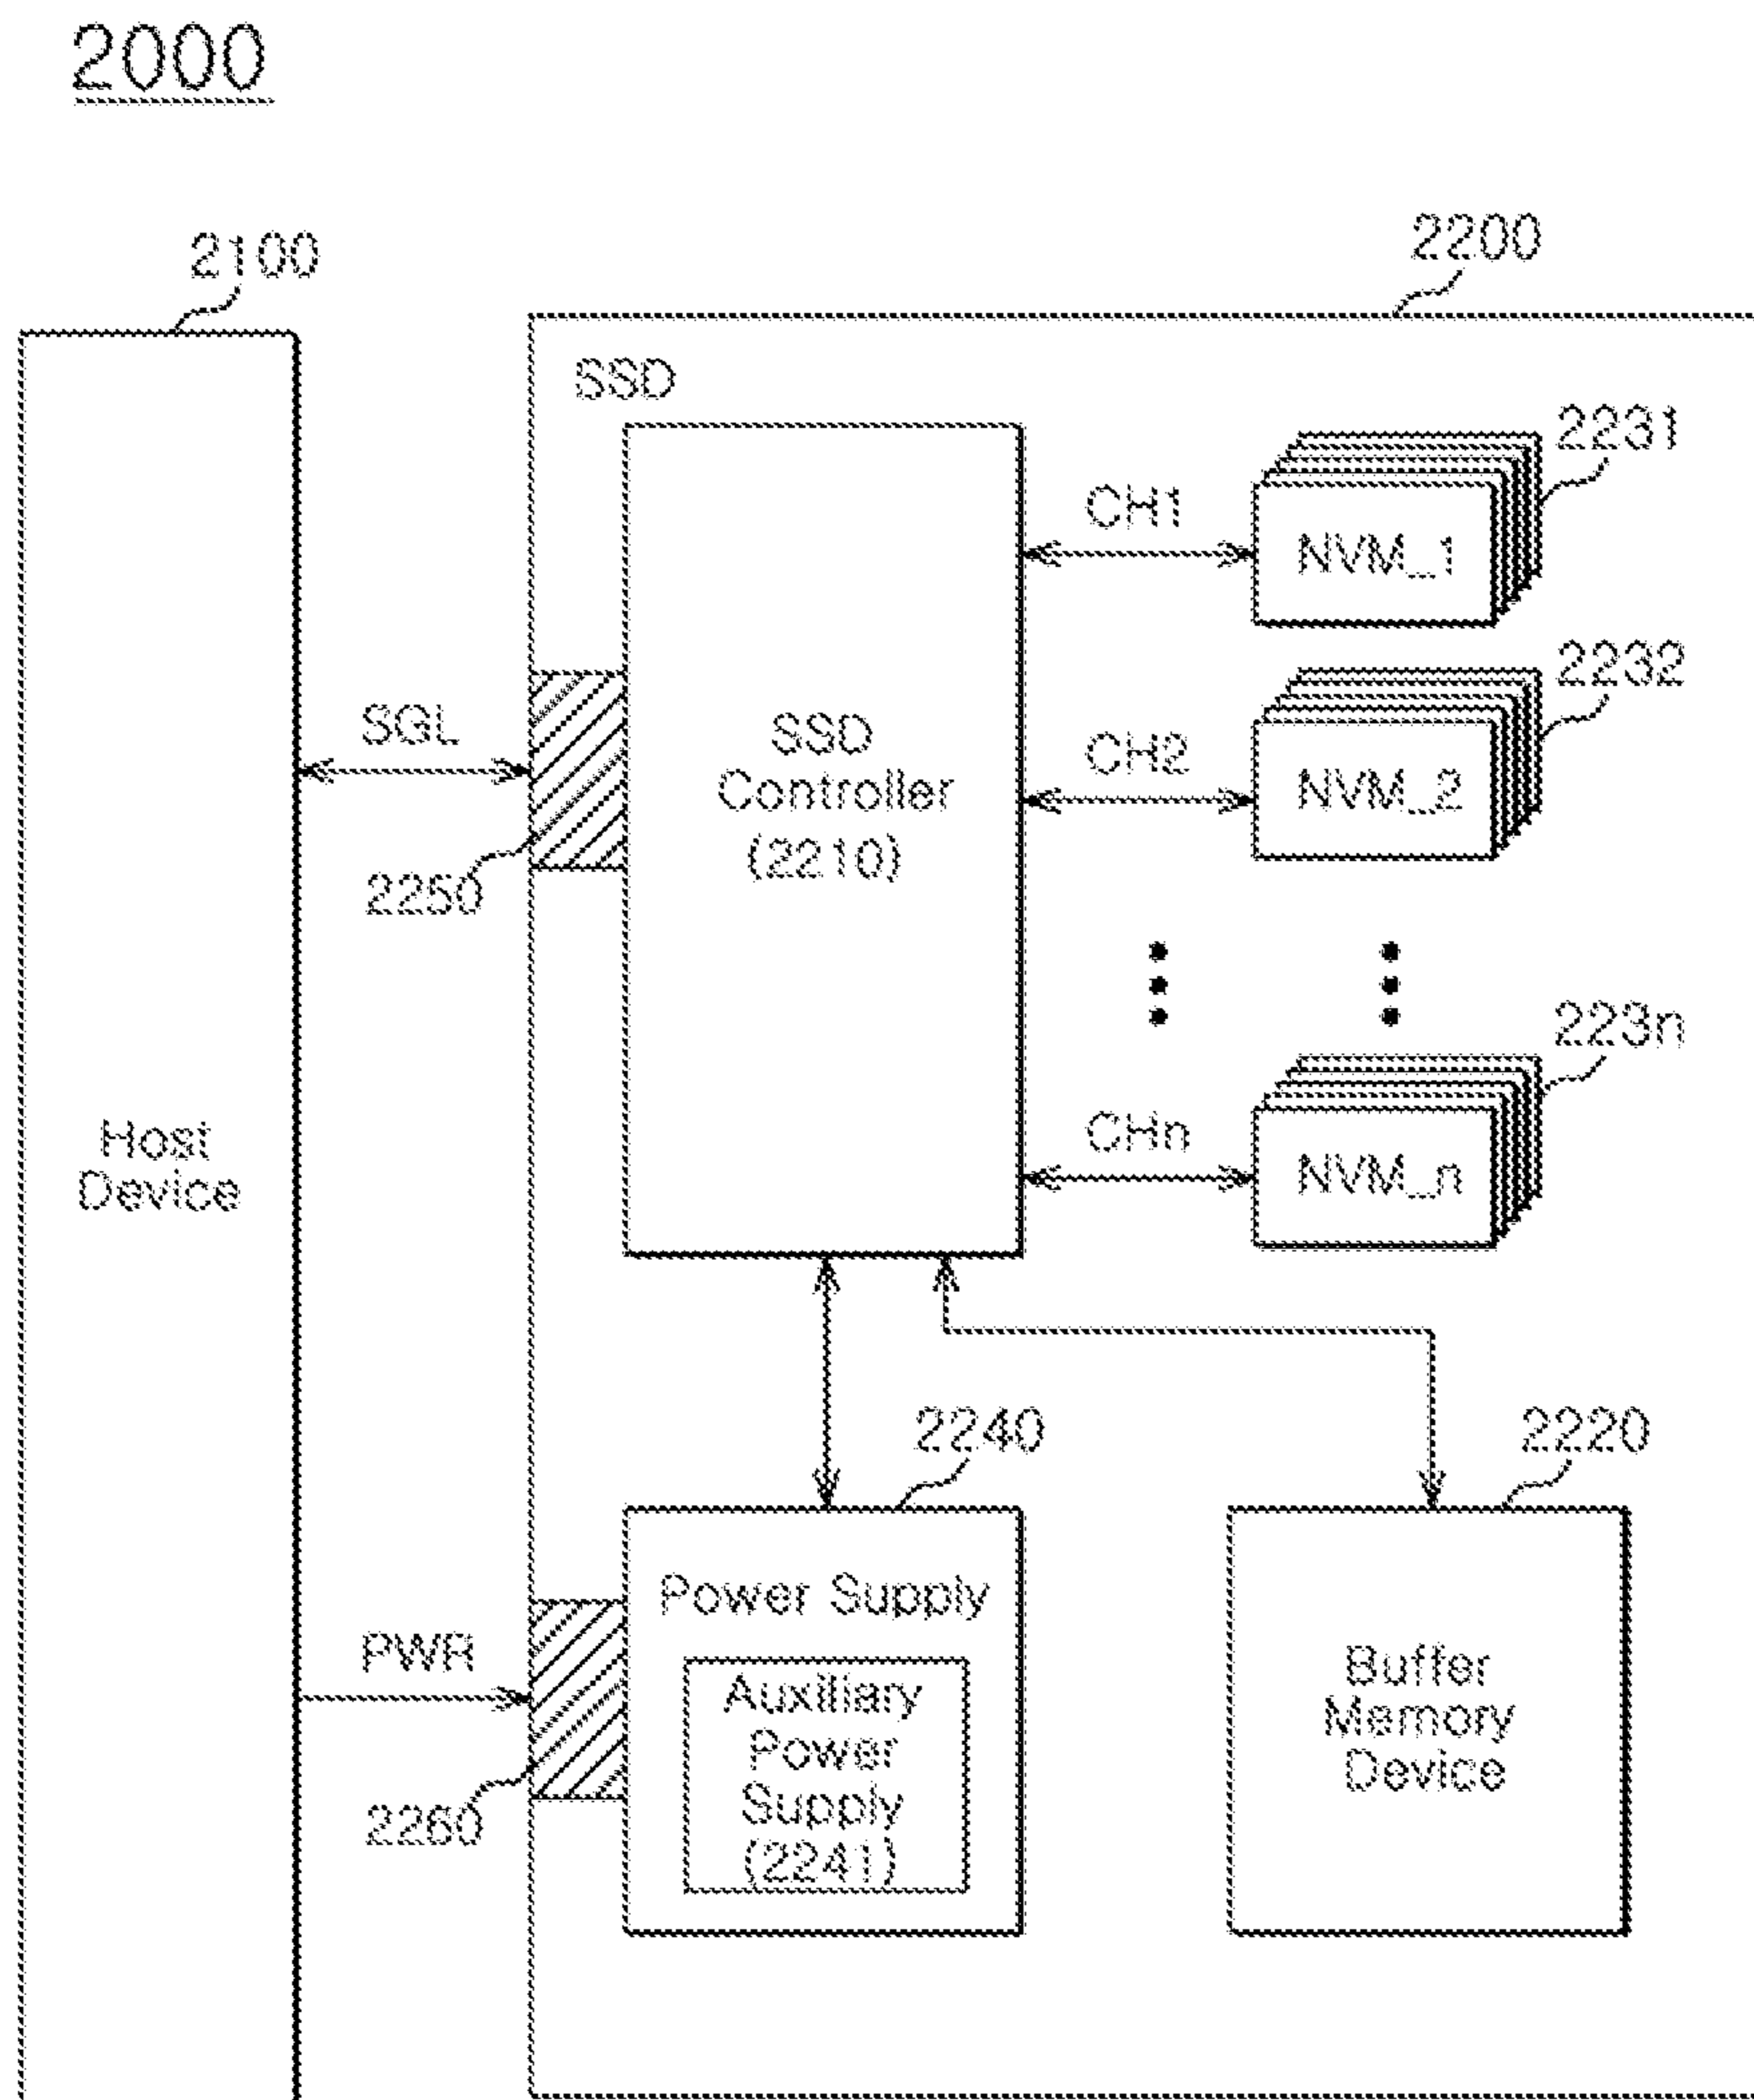 2000
2100
2200
SSD
2231
CH1
NVM_1
2232
SGL
SSD
Controller
(2210)
CH2
NVM_2
2250
223n
Host
Device
CHn
NVM_n
2240
2220
Power Supply
PWR
Auxiliary
Power
Supply
(2241)
Buffer
Memory
Device
2260